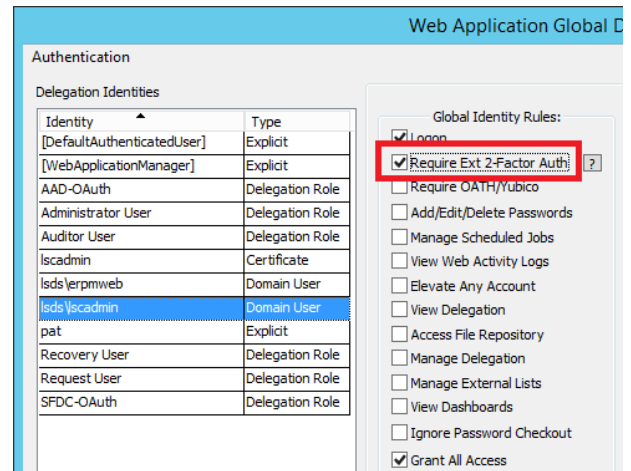 Web Application Global D
Authentication
Delegation Identities
Identity Type
[DefaultAuthenticatedUser] Explicit
[WebApplicationManager] Explicit
AAD-OAuth Delegation Role
Administrator User Delegation Role
Auditor User Delegation Role
lscadmin Certificate
lsds\erpmweb Domain User
lsds\lscadmin Domain User
pat Explicit
Recovery User Delegation Role
Request User Delegation Role
SFDC-OAuth Delegation Role
Global Identity Rules:
Logon
Require Ext 2-Factor Auth ?
Require OATH/Yubico
Add/Edit/Delete Passwords
Manage Scheduled Jobs
View Web Activity Logs
Elevate Any Account
View Delegation
Access File Repository
Manage Delegation
Manage External Lists
View Dashboards
Ignore Password Checkout
Grant All Access